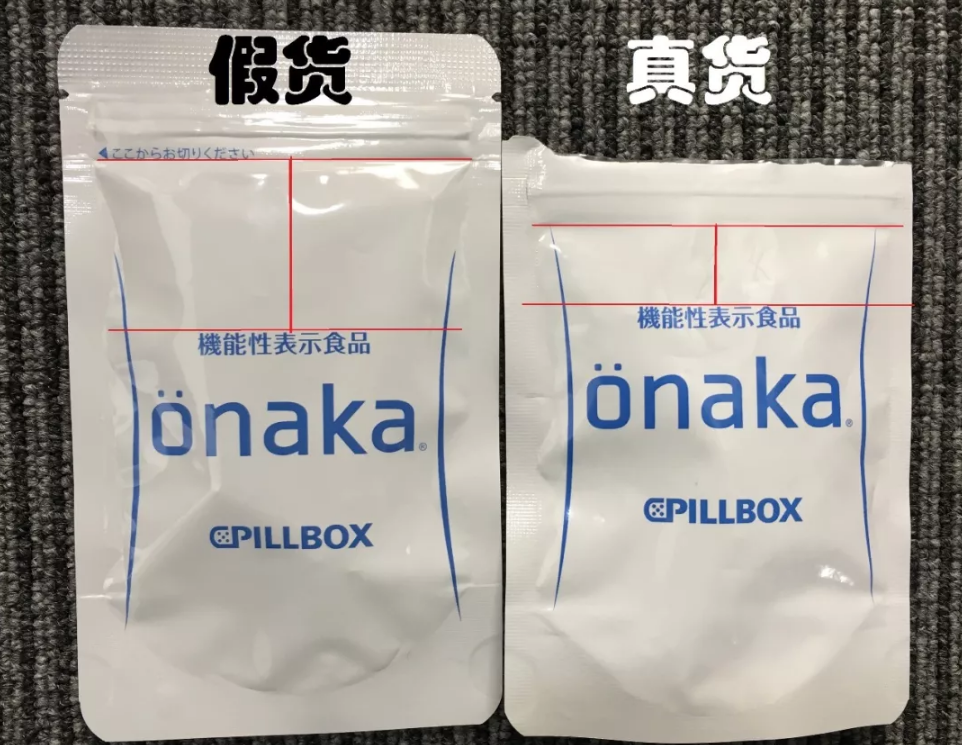 假货
真货
◀ここからお切りください
機能性表示食品
önaka®
PILLBOX
機能性表示食品
önaka®
PILLBOX